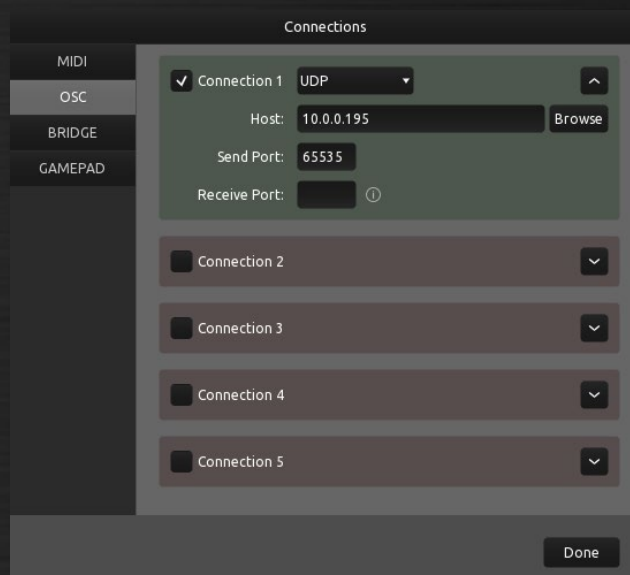 Connections
MIDI
OSC
BRIDGE
GAMEPAD
Connection 1 UDP
Host: 10.0.0.195 Browse
Send Port: 65535
Receive Port:
Connection 2
Connection 3
Connection 4
Connection 5
Done